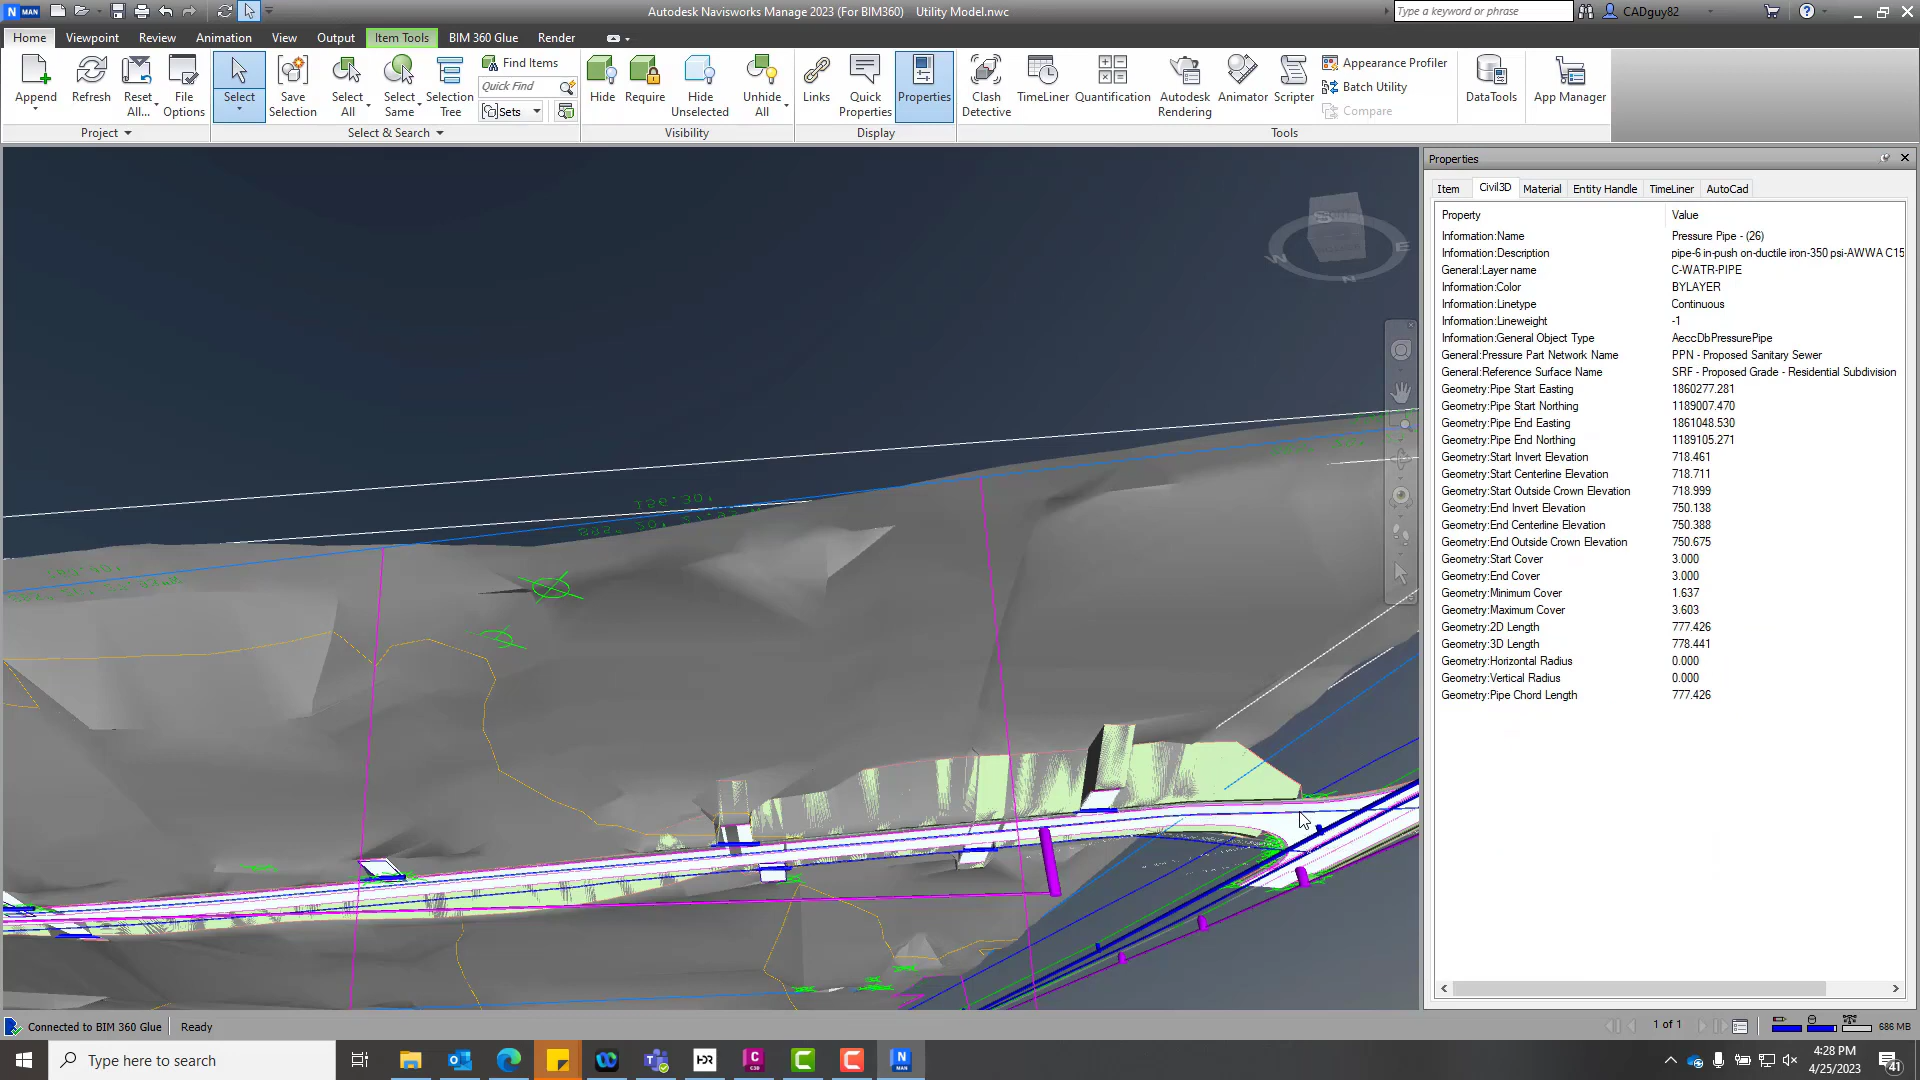 N MAN
Autodesk Navisworks Manage 2023 (For BIM360) Utility Model.nwc
Type a keyword or phrase
CADguy82
Home Viewpoint Review Animation View Output Item Tools BIM 360 Glue Render
Append
Refresh
Reset All...
File Options
Select
Save Selection
Select All
Select Same
Selection Tree
Find Items
Quick Find
Sets
Hide
Require
Hide Unselected
Unhide All
Links
Quick Properties
Properties
Clash Detective
TimeLiner
Quantification
Autodesk Rendering
Animator
Scripter
Appearance Profiler
Batch Utility
Compare
DataTools
App Manager
Project
Select & Search
Visibility
Display
Tools
Properties
Item Civil3D Material Entity Handle TimeLiner AutoCad
Property Value
Information:Name Pressure Pipe - (26)
Information:Description pipe-6 in-push on-ductile iron-350 psi-AWWA C15
General:Layer name C-WATR-PIPE
Information:Color BYLAYER
Information:Linetype Continuous
Information:Lineweight -1
Information:General Object Type AeccDbPressurePipe
General:Pressure Part Network Name PPN - Proposed Sanitary Sewer
General:Reference Surface Name SRF - Proposed Grade - Residential Subdivision
Geometry:Pipe Start Easting 1860277.281
Geometry:Pipe Start Northing 1189007.470
Geometry:Pipe End Easting 1861048.530
Geometry:Pipe End Northing 1189105.271
Geometry:Start Invert Elevation 718.461
Geometry:Start Centerline Elevation 718.711
Geometry:Start Outside Crown Elevation 718.999
Geometry:End Invert Elevation 750.138
Geometry:End Centerline Elevation 750.388
Geometry:End Outside Crown Elevation 750.675
Geometry:Start Cover 3.000
Geometry:End Cover 3.000
Geometry:Minimum Cover 1.637
Geometry:Maximum Cover 3.603
Geometry:2D Length 777.426
Geometry:3D Length 778.441
Geometry:Horizontal Radius 0.000
Geometry:Vertical Radius 0.000
Geometry:Pipe Chord Length 777.426
S
E
W
N
Connected to BIM 360 Glue Ready
1 of 1
686 MB
Type here to search
HDR
C
C3D
N
MAN
4:28 PM
4/25/2023
41